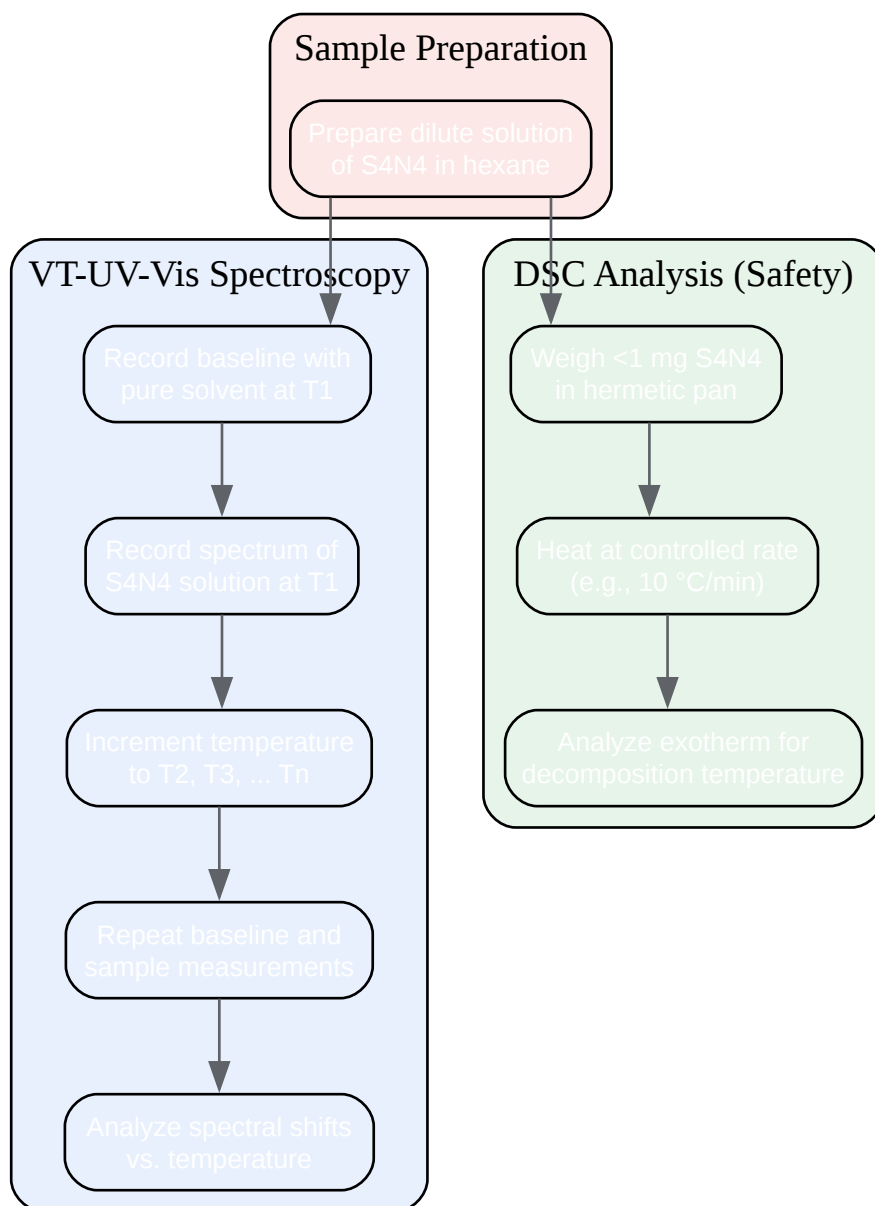 Sample Preparation
Prepare dilute solution
of S4N4 in hexane
VT-UV-Vis Spectroscopy
Record baseline with
pure solvent at T1
Record spectrum of
S4N4 solution at T1
Increment temperature
to T2, T3, ... Tn
Repeat baseline and
sample measurements
Analyze spectral shifts
vs. temperature
DSC Analysis (Safety)
Weigh <1 mg S4N4
in hermetic pan
Heat at controlled rate
(e.g., 10 °C/min)
Analyze exotherm for
decomposition temperature